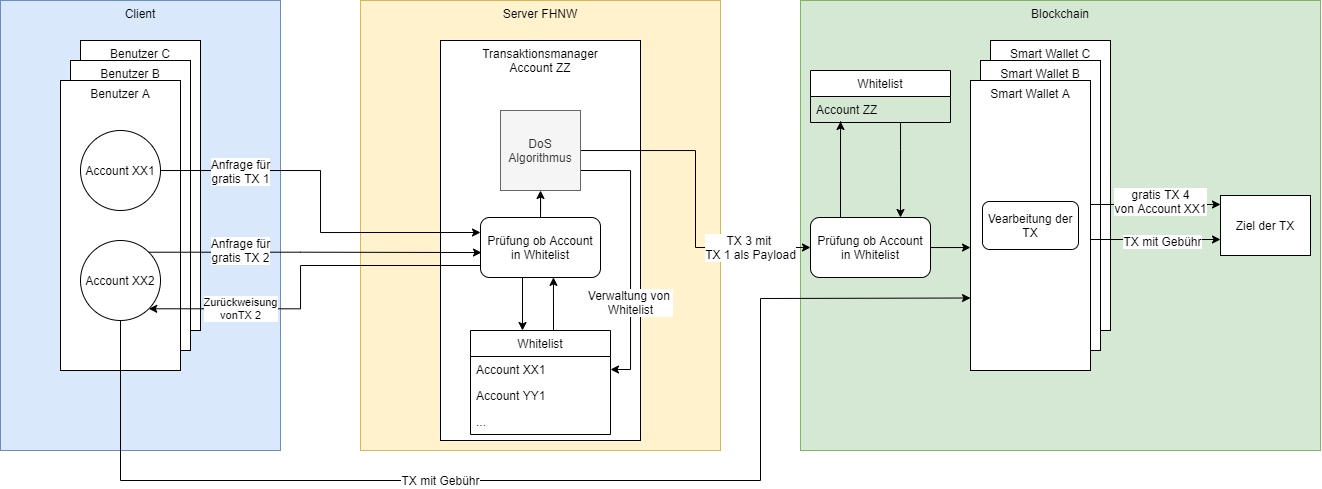 Client
Benutzer C
Benutzer B
Benutzer A
Account XX1
Account XX2
Anfrage für
gratis TX 1
Anfrage für
gratis TX 2
Zurückweisung
vonTX 2
TX mit Gebühr
Server FHNW
Transaktionsmanager
Account ZZ
DoS
Algorithmus
Prüfung ob Account
in Whitelist
Verwaltung von
Whitelist
Whitelist
Account XX1
Account YY1
...
TX 3 mit
TX 1 als Payload
Blockchain
Whitelist
Account ZZ
Prüfung ob Account
in Whitelist
Smart Wallet C
Smart Wallet B
Smart Wallet A
Vearbeitung der
TX
gratis TX 4
von Account XX1
TX mit Gebühr
Ziel der TX